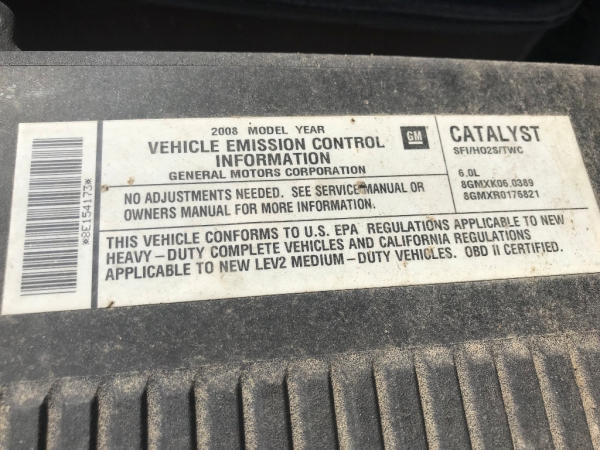 *8E154173*
2008 MODEL YEAR
VEHICLE EMISSION CONTROL
INFORMATION
GENERAL MOTORS CORPORATION
GM
NO ADJUSTMENTS NEEDED. SEE SERVICE MANUAL OR
OWNERS MANUAL FOR MORE INFORMATION.
CATALYST
SFI/HO2S/TWC
6.0L
8GMXK06.0389
8GMXR0176821
THIS VEHICLE CONFORMS TO U.S. EPA REGULATIONS APPLICABLE TO NEW
HEAVY-DUTY COMPLETE VEHICLES AND CALIFORNIA REGULATIONS
APPLICABLE TO NEW LEV2 MEDIUM-DUTY VEHICLES. OBD II CERTIFIED.